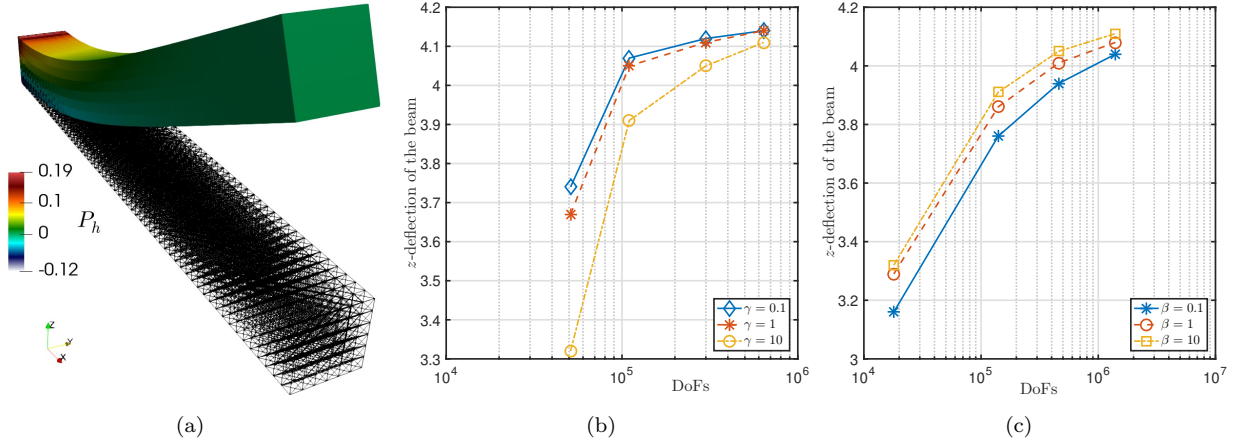 0.19
0.1
0
-0.12
P_h
Z
Y
X
(a)
4.2
4.1
4
3.9
3.8
3.7
3.6
3.5
3.4
3.3
z-deflection of the beam
10^4
10^5
10^6
DoFs
γ = 0.1
γ = 1
γ = 10
(b)
4.2
4
3.8
3.6
3.4
3.2
3
z-deflection of the beam
10^4
10^5
10^6
10^7
DoFs
β = 0.1
β = 1
β = 10
(c)